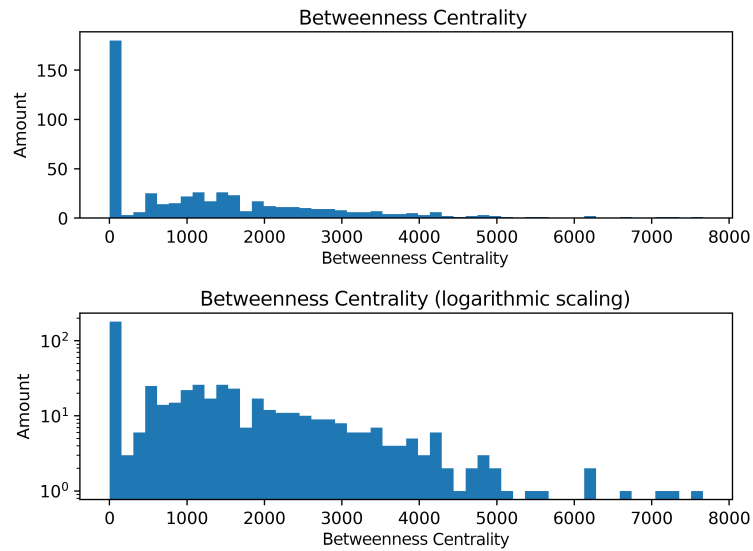 Betweenness Centrality
150
100
50
0
Amount
0 1000 2000 3000 4000 5000 6000 7000 8000
Betweenness Centrality
Betweenness Centrality (logarithmic scaling)
10²
10¹
10⁰
Amount
0 1000 2000 3000 4000 5000 6000 7000 8000
Betweenness Centrality